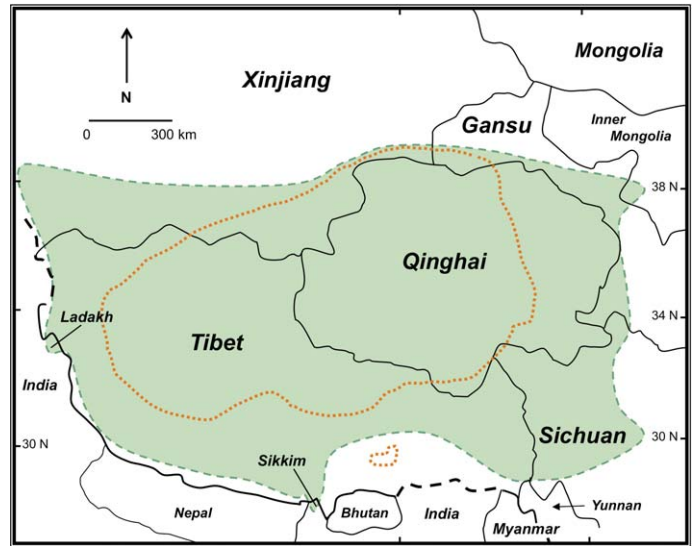 Mongolia
Xinjiang
N
0 300 km
Gansu
Inner
Mongolia
38 N
Qinghai
Ladakh
34 N
Tibet
India
Sichuan
30 N
30 N
Sikkim
Nepal
Bhutan
India
Myanmar
Yunnan